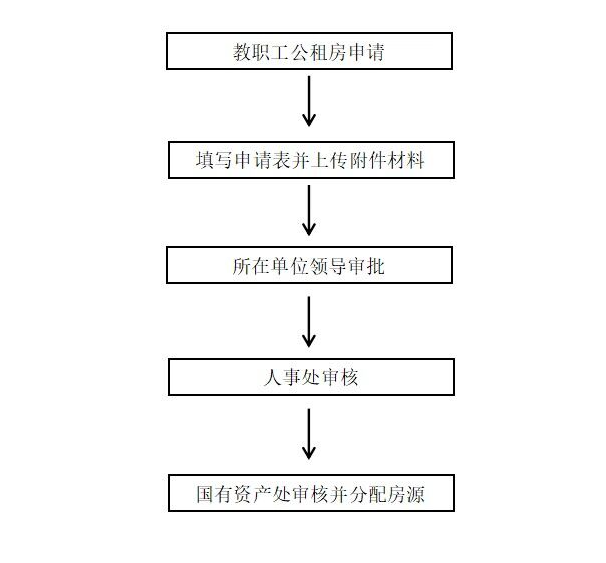 教职工公租房申请
填写申请表并上传附件材料
所在单位领导审批
人事处审核
国有资产处审核并分配房源